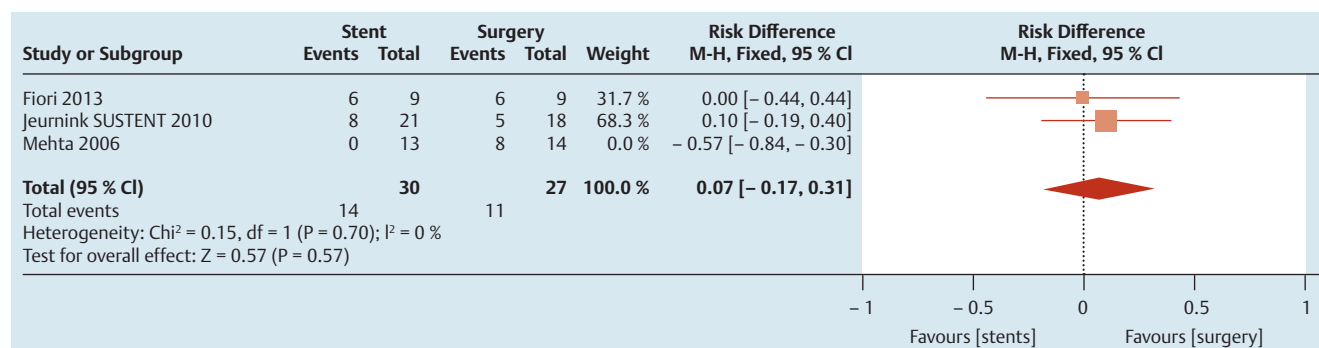 Stent Surgery Risk Difference Risk Difference
Study or Subgroup Events Total Events Total Weight M-H, Fixed, 95 % CI M-H, Fixed, 95 % CI
Fiori 2013 6 9 6 9 31.7 % 0.00 [– 0.44, 0.44]
Jeurnink SUSTENT 2010 8 21 5 18 68.3 % 0.10 [– 0.19, 0.40]
Mehta 2006 0 13 8 14 0.0 % – 0.57 [– 0.84, – 0.30]
Total (95 % CI) 30 27 100.0 % 0.07 [– 0.17, 0.31]
Total events 14 11
Heterogeneity: Chi² = 0.15, df = 1 (P = 0.70); I² = 0 %
Test for overall effect: Z = 0.57 (P = 0.57)
– 1 – 0.5 0 0.5 1
Favours [stents] Favours [surgery]